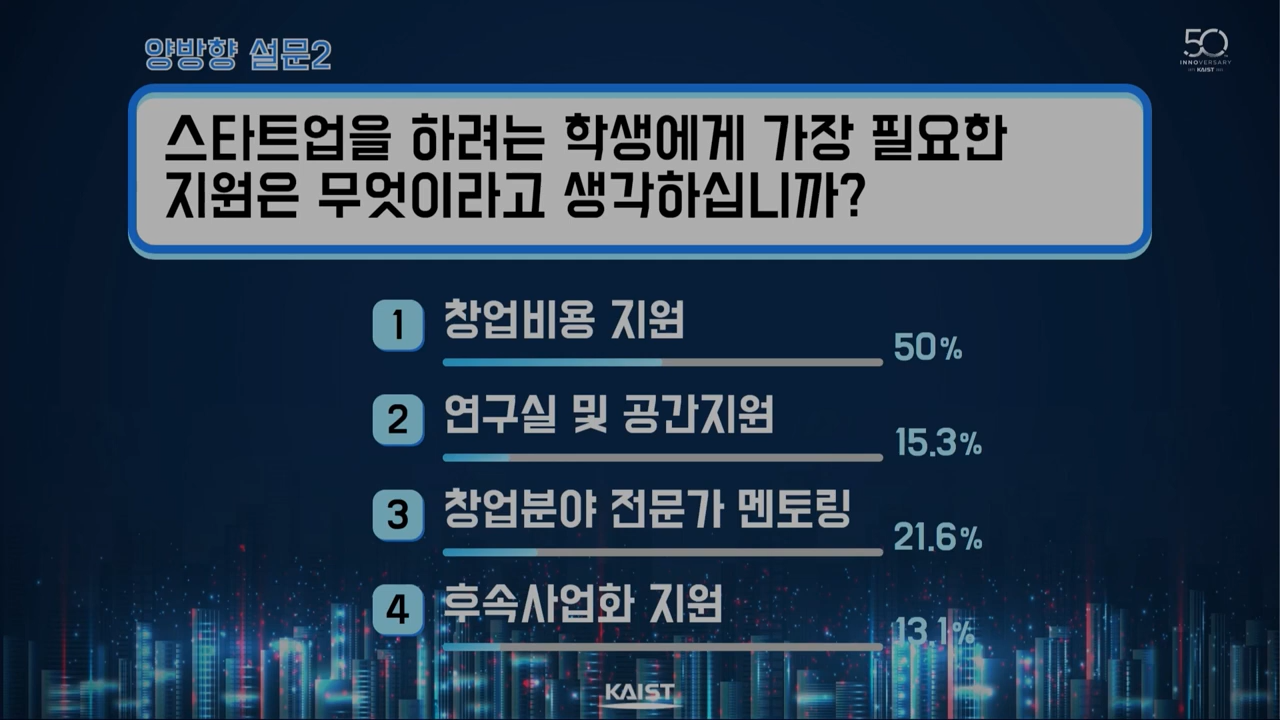 양방향 설문2
50
INNOVERSARY
KAIST
스타트업을 하려는 학생에게 가장 필요한
지원은 무엇이라고 생각하십니까?
1 창업비용 지원
50%
2 연구실 및 공간지원
15.3%
3 창업분야 전문가 멘토링
21.6%
4 후속사업화 지원
13.1%
KAIST